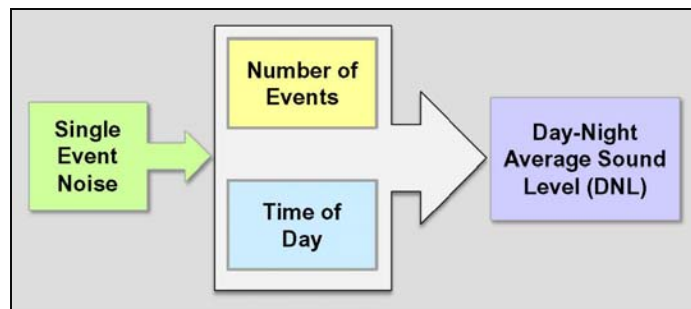 Single
Event
Noise
Number of
Events
Time of
Day
Day-Night
Average Sound
Level (DNL)